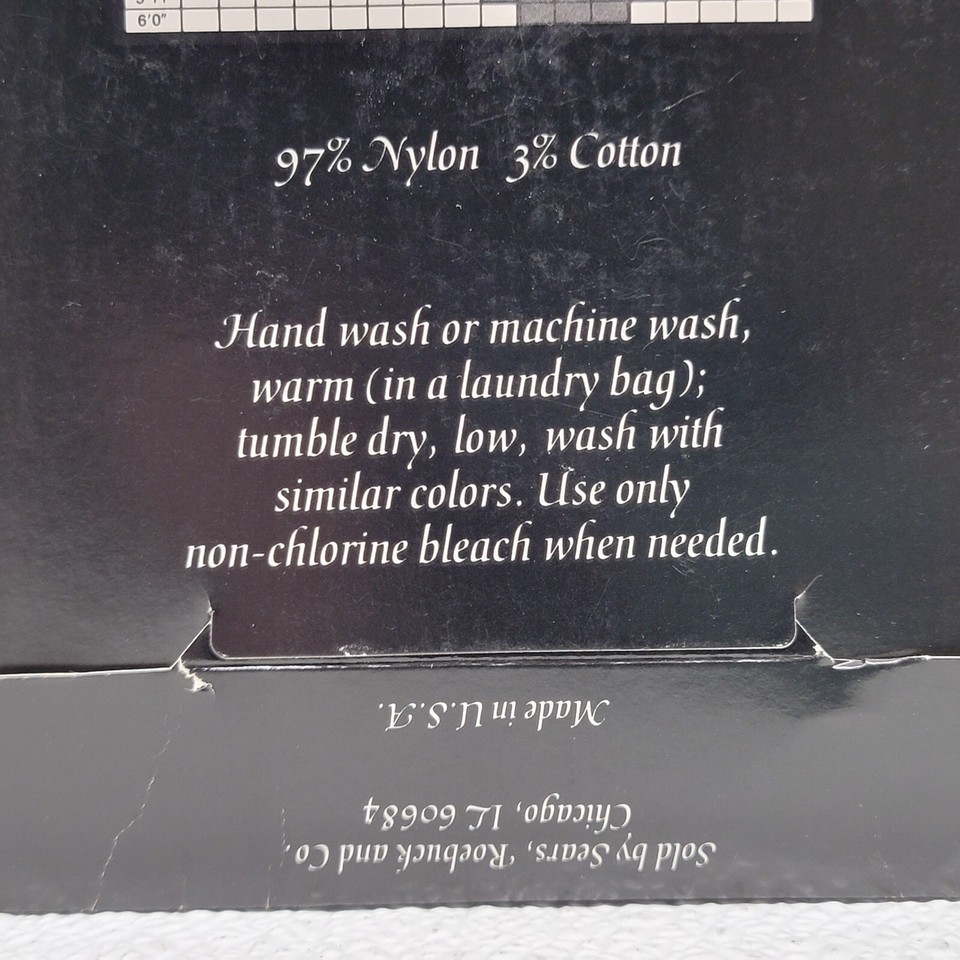 6'0"
97% Nylon 3% Cotton
Hand wash or machine wash,
warm (in a laundry bag);
tumble dry, low, wash with
similar colors. Use only
non-chlorine bleach when needed.
Sold by Sears, Roebuck and Co.
Chicago, IL 60684
Made in U.S.A.